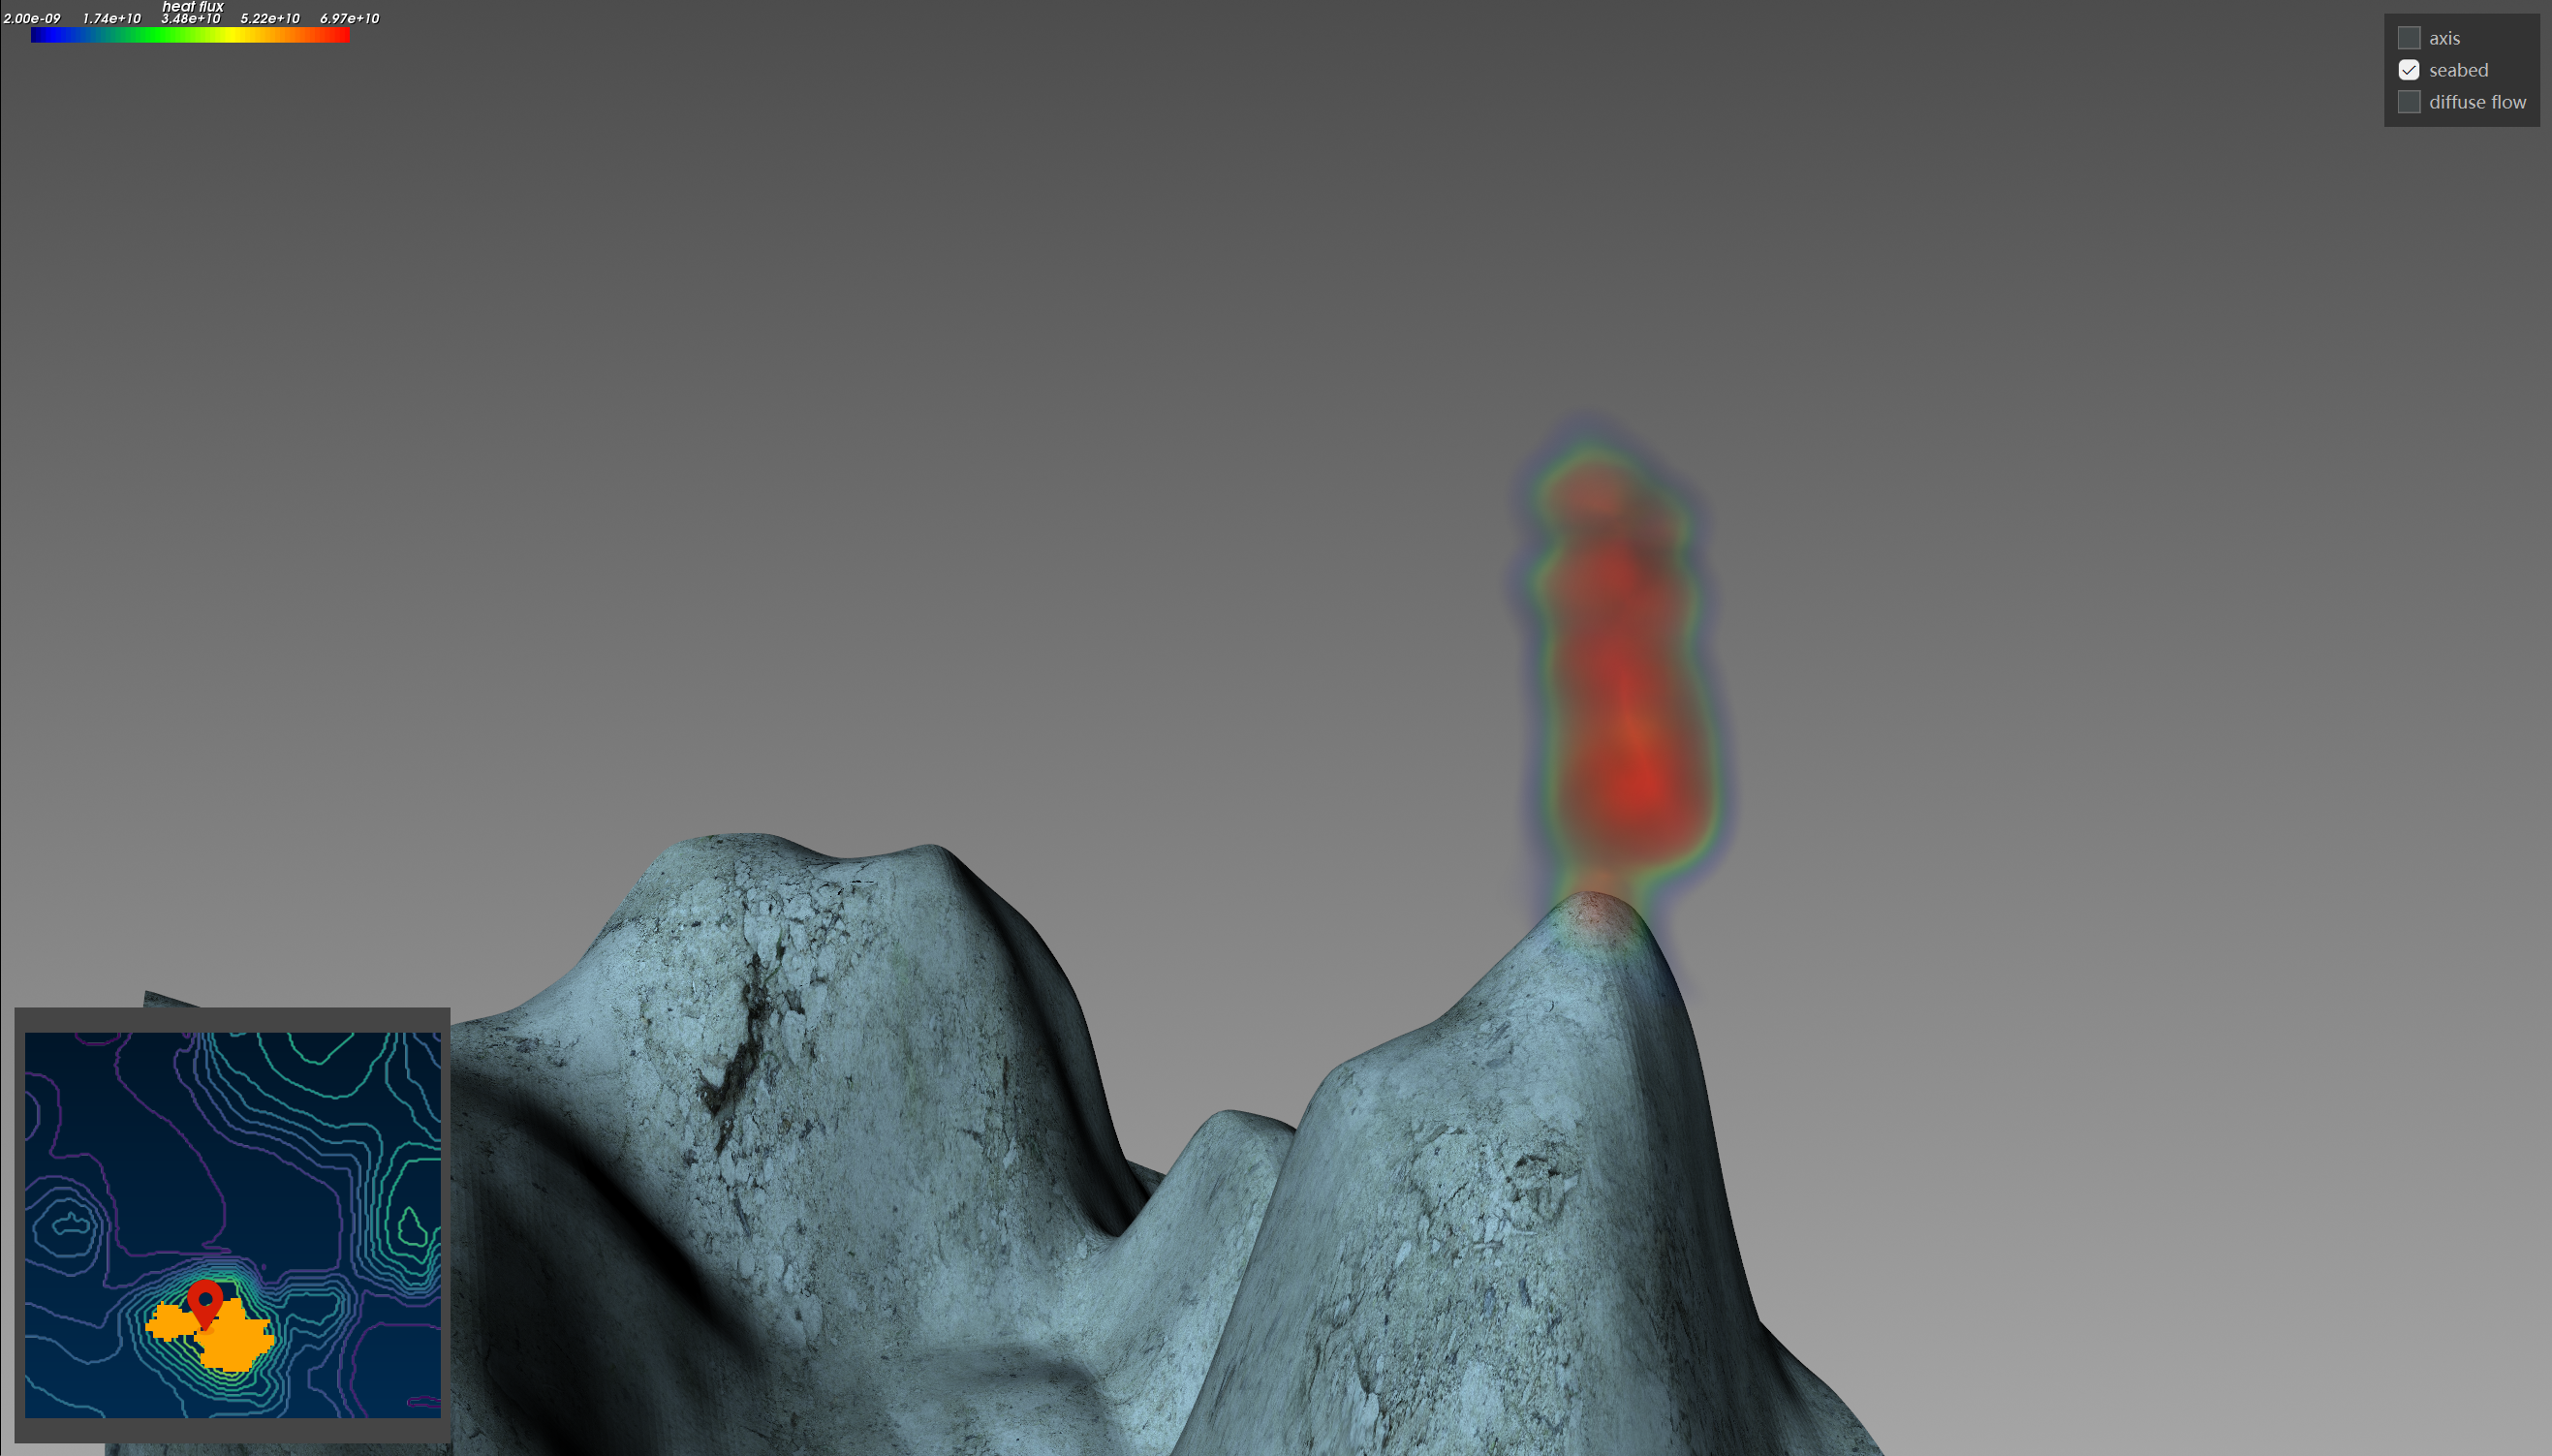 heat flux
2.00e-09 1.74e+10 3.48e+10 5.22e+10 6.97e+10
axis
seabed
diffuse flow